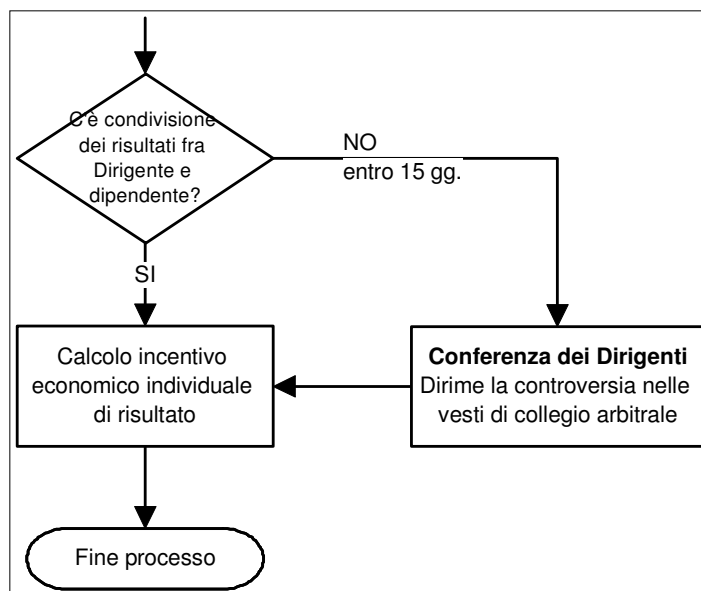 C'è condivisione
dei risultati fra
Dirigente e
dipendente?
NO
entro 15 gg.
SI
Calcolo incentivo
economico individuale
di risultato
Conferenza dei Dirigenti
Dirime la controversia nelle
vesti di collegio arbitrale
Fine processo